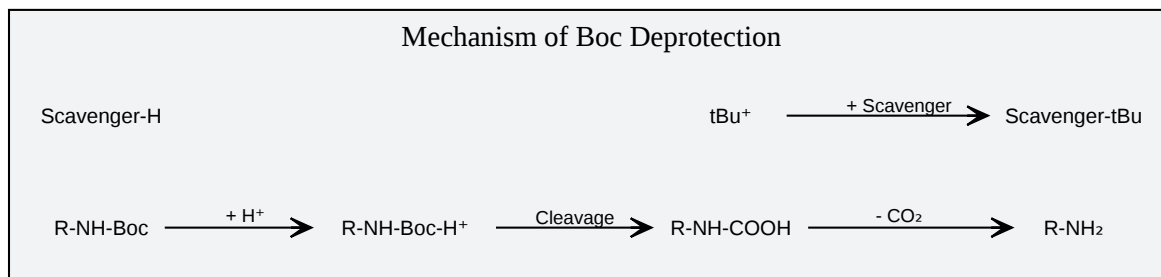 Mechanism of Boc Deprotection
Scavenger-H
tBu⁺
+ Scavenger
Scavenger-tBu
R-NH-Boc
+ H⁺
R-NH-Boc-H⁺
Cleavage
R-NH-COOH
- CO₂
R-NH₂